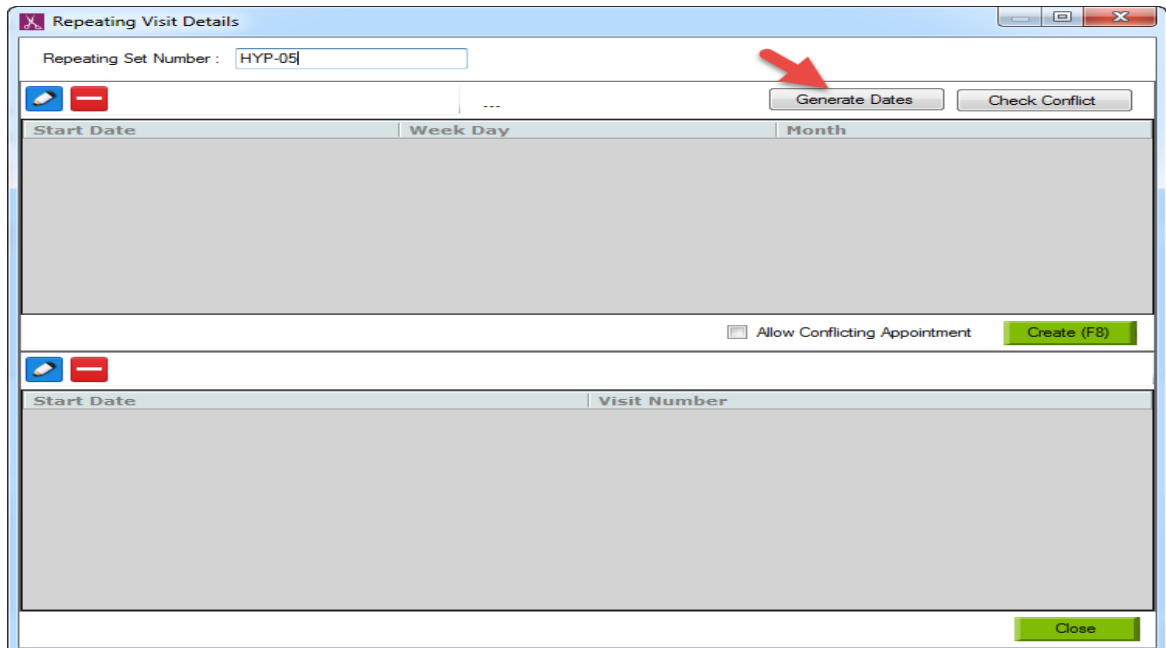 Repeating Visit Details
Repeating Set Number : HYP-05
... Generate Dates Check Conflict
Start Date Week Day Month
Allow Conflicting Appointment Create (F8)
Start Date Visit Number
Close